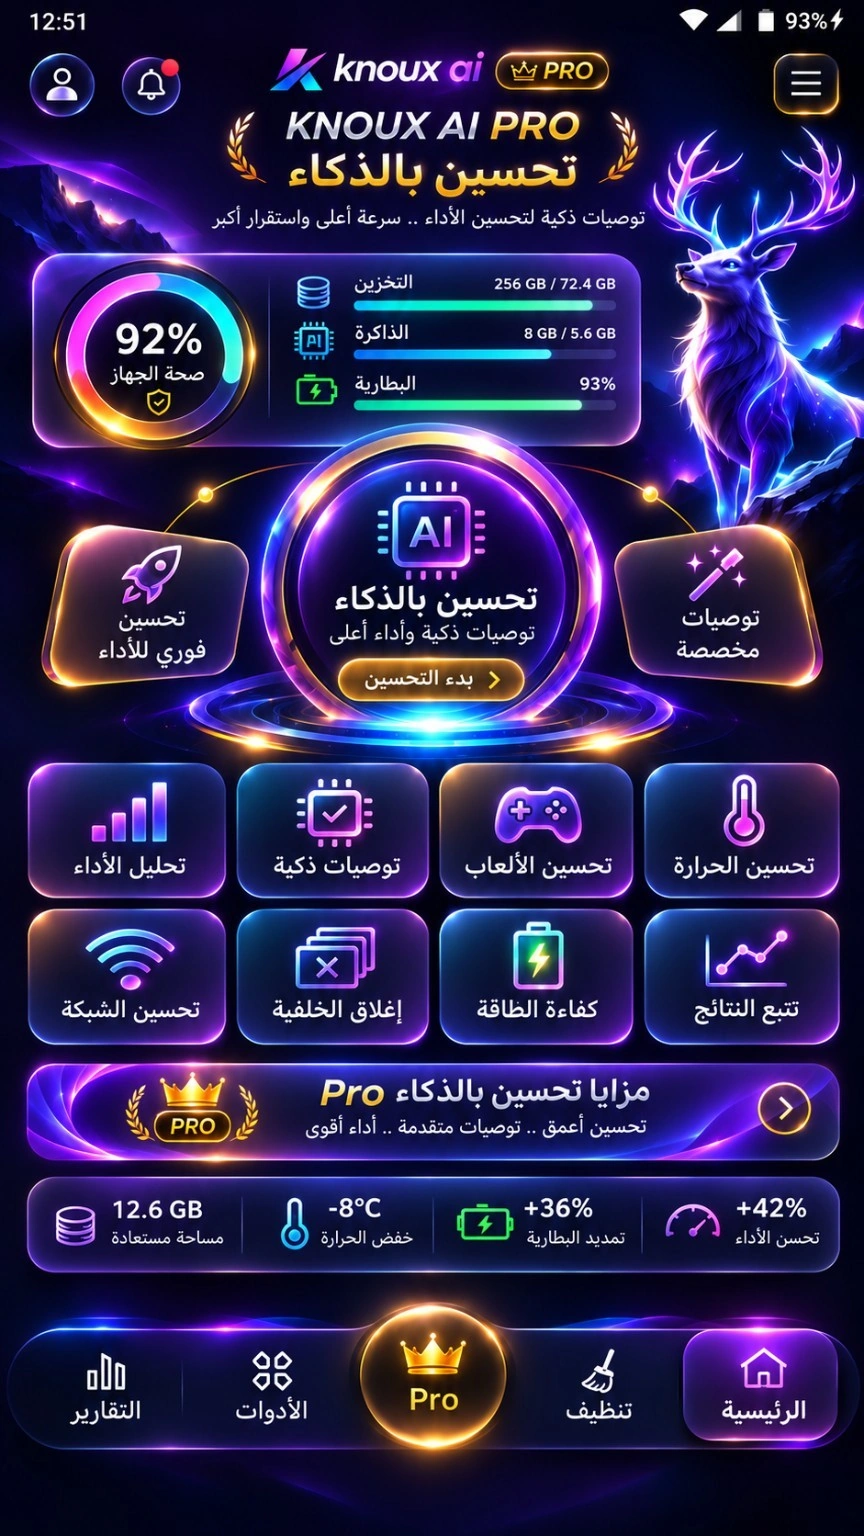 12:51
93%
knoux ai PRO
KNOUX AI PRO
تحسين بالذكاء
توصيات ذكية لتحسين الأداء .. سرعة أعلى واستقرار أكبر
92%
صحة الجهاز
التخزين
256 GB / 72.4 GB
AI
الذاكرة
8 GB / 5.6 GB
البطارية
93%
AI
تحسين بالذكاء
توصيات ذكية وأداء أعلى
بدء التحسين
توصيات
مخصصة
تحسين
فوري للأداء
تحسين الحرارة
تحسين الألعاب
توصيات ذكية
تحليل الأداء
تتبع النتائج
كفاءة الطاقة
إغلاق الخلفية
تحسين الشبكة
مزايا تحسين بالذكاء Pro
تحسين أعمق .. توصيات متقدمة .. أداء أقوى
PRO
+42%
تحسن الأداء
+36%
تمديد البطارية
-8°C
خفض الحرارة
12.6 GB
مساحة مستعادة
الرئيسية
تنظيف
Pro
الأدوات
التقارير